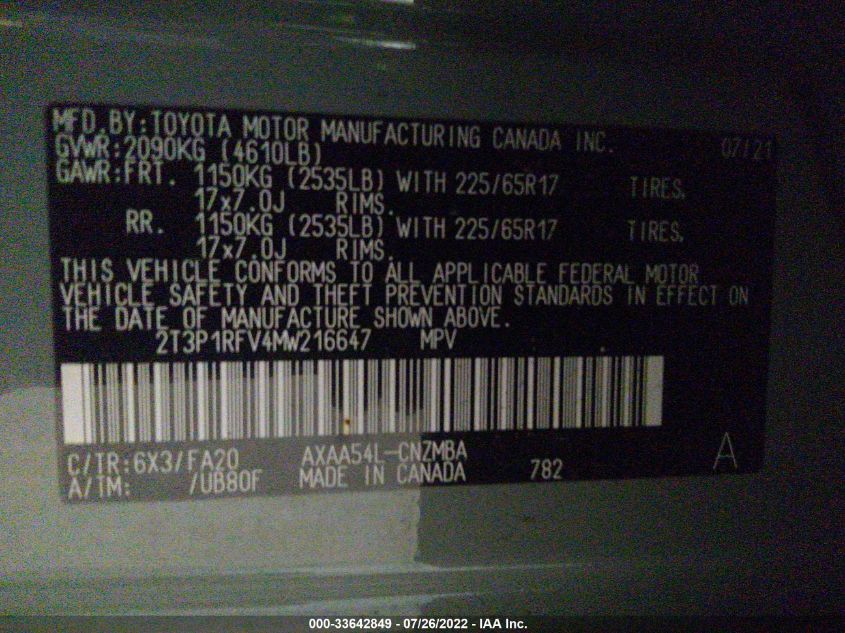 MFD.BY:TOYOTA MOTOR MANUFACTURING CANADA INC. 07/21
GVWR:2090KG (4610LB)
GAWR:FRT. 1150KG (2535LB) WITH 225/65R17 TIRES,
17x7.0J RIMS.
RR. 1150KG (2535LB) WITH 225/65R17 TIRES,
17x7.0J RIMS.
THIS VEHICLE CONFORMS TO ALL APPLICABLE FEDERAL MOTOR
VEHICLE SAFETY AND THEFT PREVENTION STANDARDS IN EFFECT ON
THE DATE OF MANUFACTURE SHOWN ABOVE.
2T3P1RFV4MW216647 MPV
C/TR:6X3/FA20 AXAA54L-CNZMBA A
A/TM: /UB80F MADE IN CANADA 782
000-33642849 - 07/26/2022 - IAA Inc.